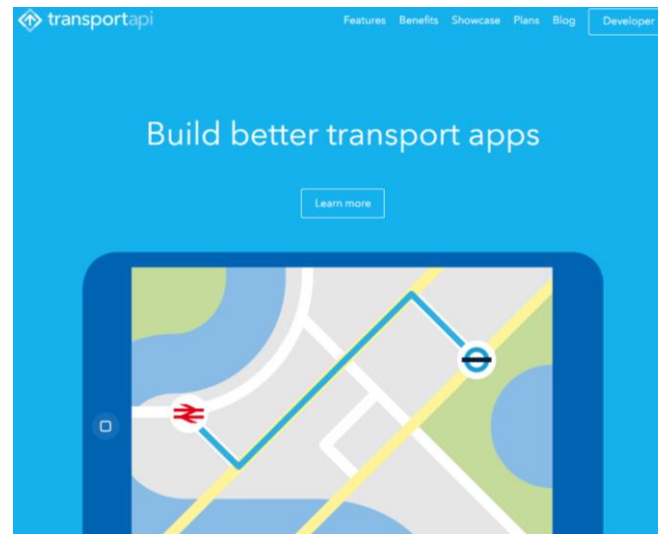 transportapi
Features Benefits Showcase Plans Blog Developer
Build better transport apps
Learn more